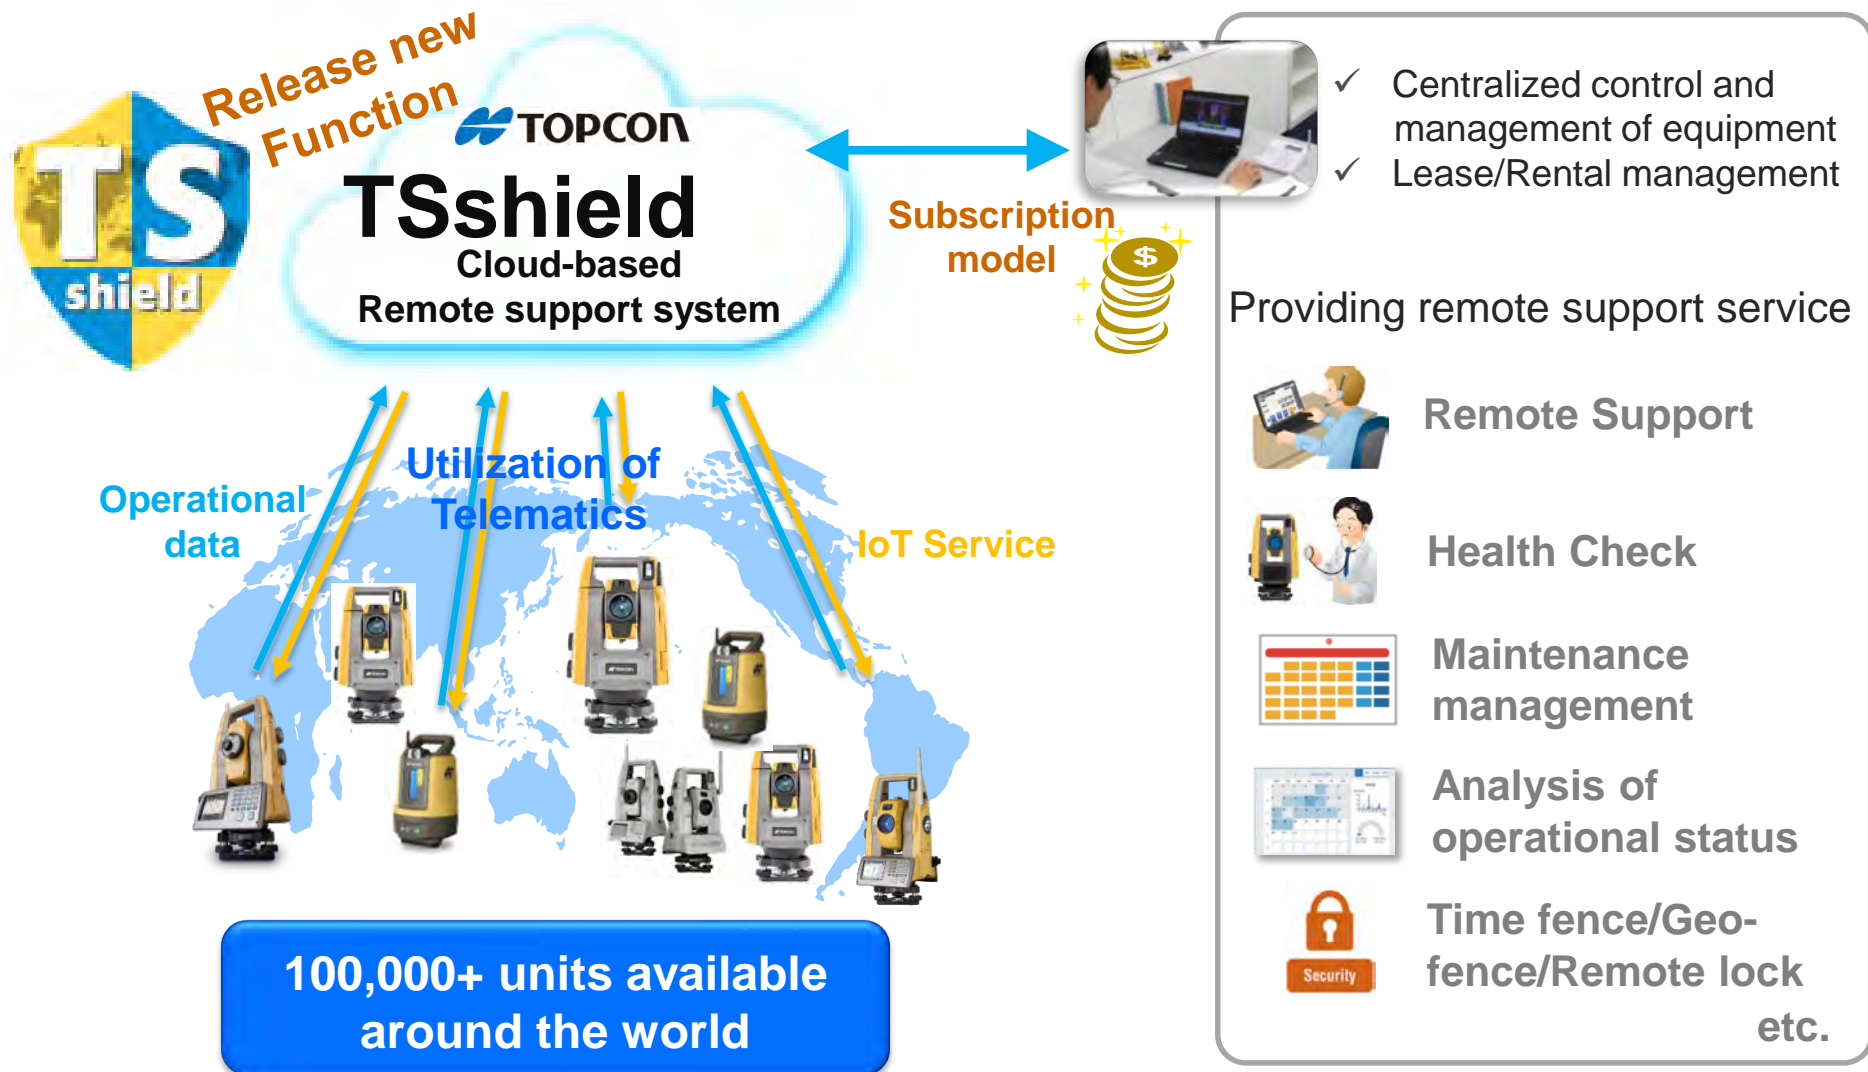 Release new
Function
TS
shield
TOPCON
TSshield
Cloud-based
Remote support system
Subscription
model
$
✓ Centralized control and
management of equipment
✓ Lease/Rental management
Providing remote support service
Remote Support
Health Check
Maintenance
management
Analysis of
operational status
Security
Time fence/Geo-
fence/Remote lock
etc.
Operational
data
Utilization of
Telematics
IoT Service
TOPCON
TOPCON
TOPCON
100,000+ units available
around the world